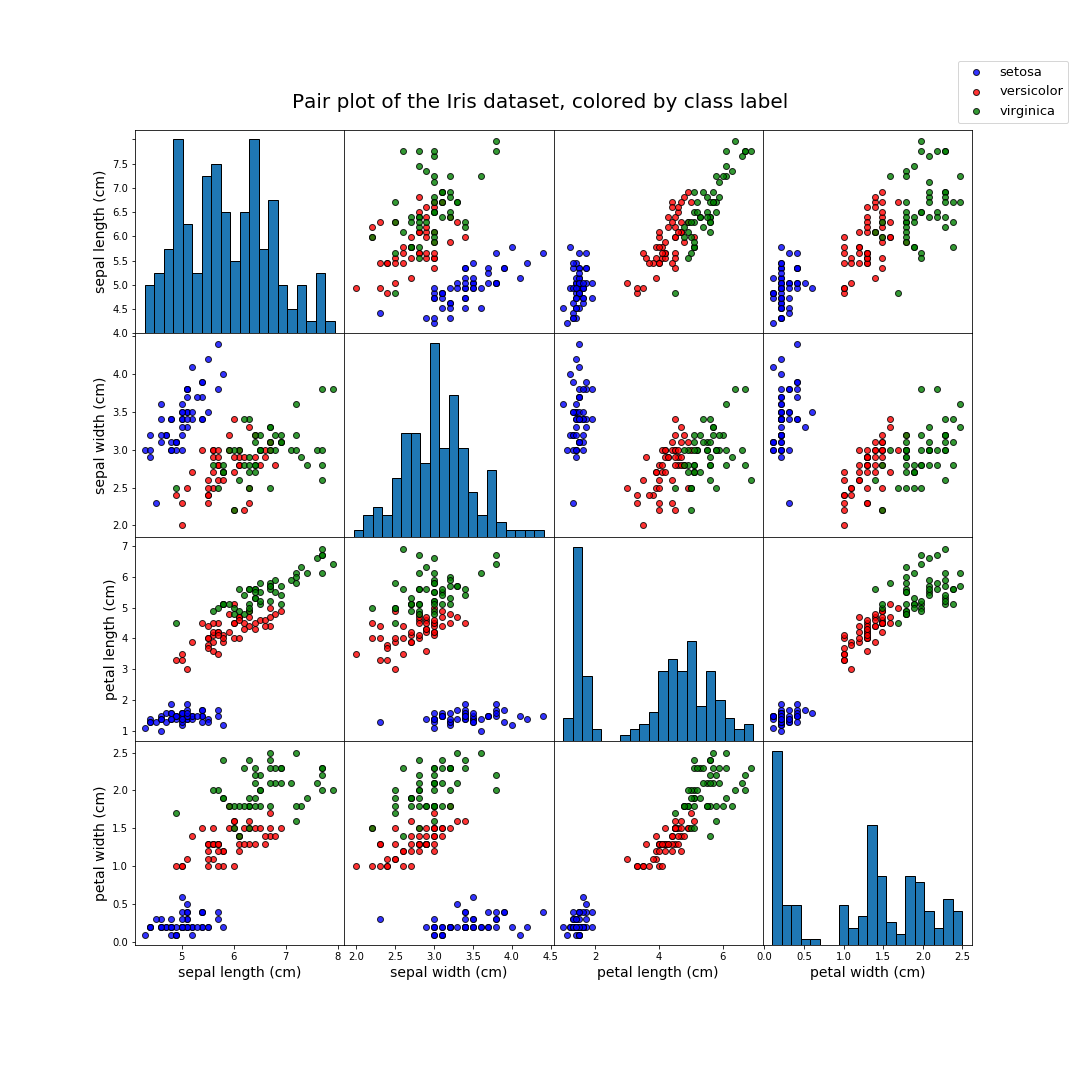 setosa
versicolor
virginica
Pair plot of the Iris dataset, colored by class label
sepal length (cm)
7.5
7.0
6.5
6.0
5.5
5.0
4.5
4.0
sepal width (cm)
4.0
3.5
3.0
2.5
2.0
petal length (cm)
7
6
5
4
3
2
1
petal width (cm)
2.5
2.0
1.5
1.0
0.5
0.0
5 6 7 8
sepal length (cm)
2.0 2.5 3.0 3.5 4.0 4.5
sepal width (cm)
2 4 6
petal length (cm)
0.0 0.5 1.0 1.5 2.0 2.5
petal width (cm)